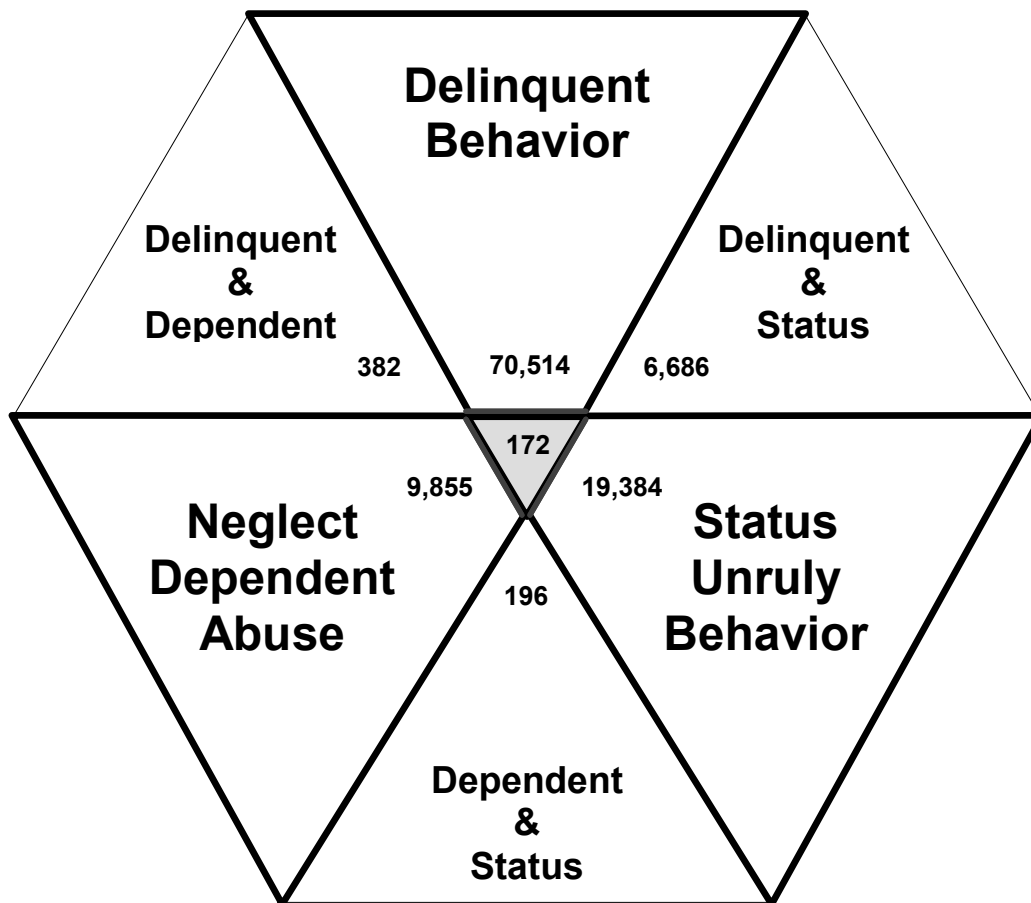 Delinquent
Behavior
Delinquent
&
Dependent
Delinquent
&
Status
382
70,514
6,686
172
9,855
19,384
Neglect
Dependent
Abuse
Status
Unruly
Behavior
196
Dependent
&
Status